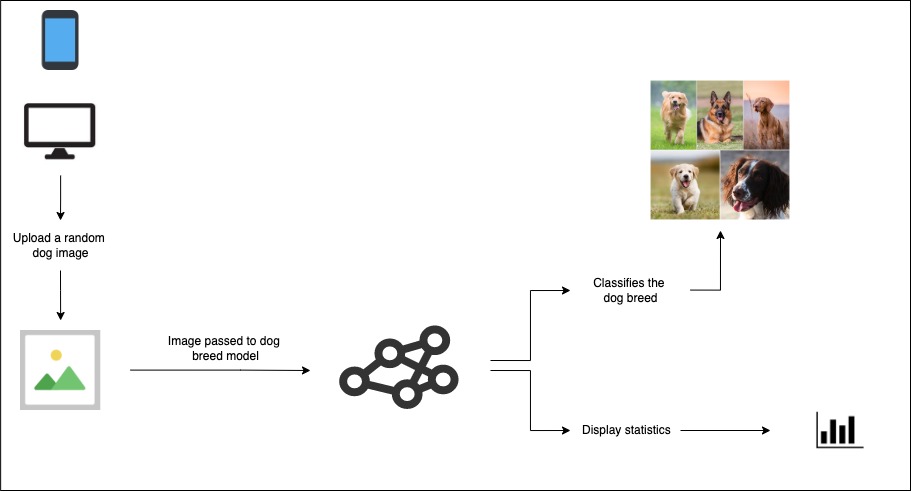 Upload a random
dog image
Image passed to dog
breed model
Classifies the
dog breed
Display statistics